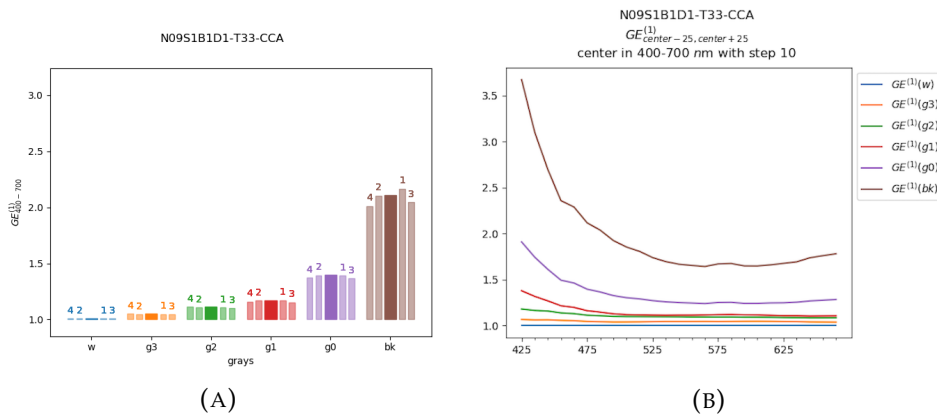 N09S1B1D1-T33-CCA
GE^(1)_400-700
3.0
2.5
2.0
1.5
1.0
4 2 1 3
4 2 1 3
4 2 1 3
4 2 1 3
4 2 1 3
4 2 1 3
w g3 g2 g1 g0 bk
grays
(A)
N09S1B1D1-T33-CCA
GE^(1)_center−25, center+25
center in 400-700 nm with step 10
3.5
3.0
2.5
2.0
1.5
1.0
425 475 525 575 625
GE^(1)(w)
GE^(1)(g3)
GE^(1)(g2)
GE^(1)(g1)
GE^(1)(g0)
GE^(1)(bk)
(B)